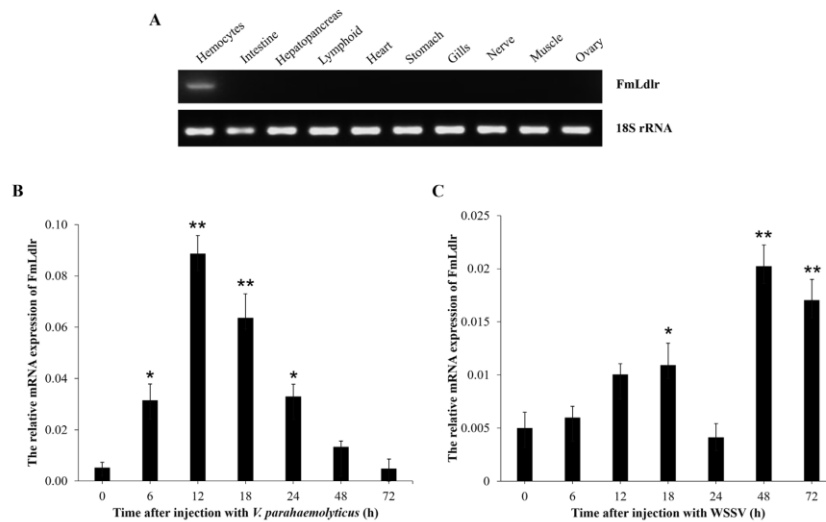 A
Hemocytes Intestine Hepatopancreas Lymphoid Heart Stomach Gills Nerve Muscle Ovary
FmLdlr
18S rRNA
B
The relative mRNA expression of FmLdlr
0.10
0.08
0.06
0.04
0.02
0.00
*
**
**
*
0 6 12 18 24 48 72
Time after injection with V. parahaemolyticus (h)
C
The relative mRNA expression of FmLdlr
0.025
0.02
0.015
0.01
0.005
0
*
**
**
0 6 12 18 24 48 72
Time after injection with WSSV (h)